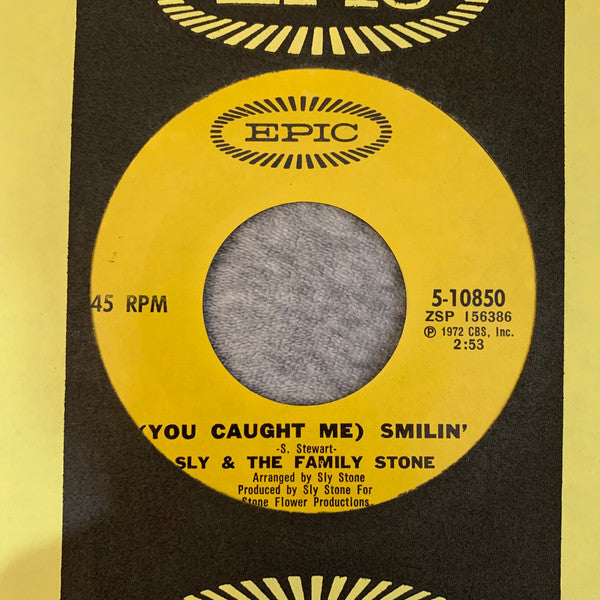 EPIC
EPIC
45 RPM
5-10850
ZSP 156386
Ⓟ 1972 CBS, Inc.
2:53
(YOU CAUGHT ME) SMILIN'
-S. Stewart-
SLY & THE FAMILY STONE
Arranged by Sly Stone
Produced by Sly Stone For
Stone Flower Productions.